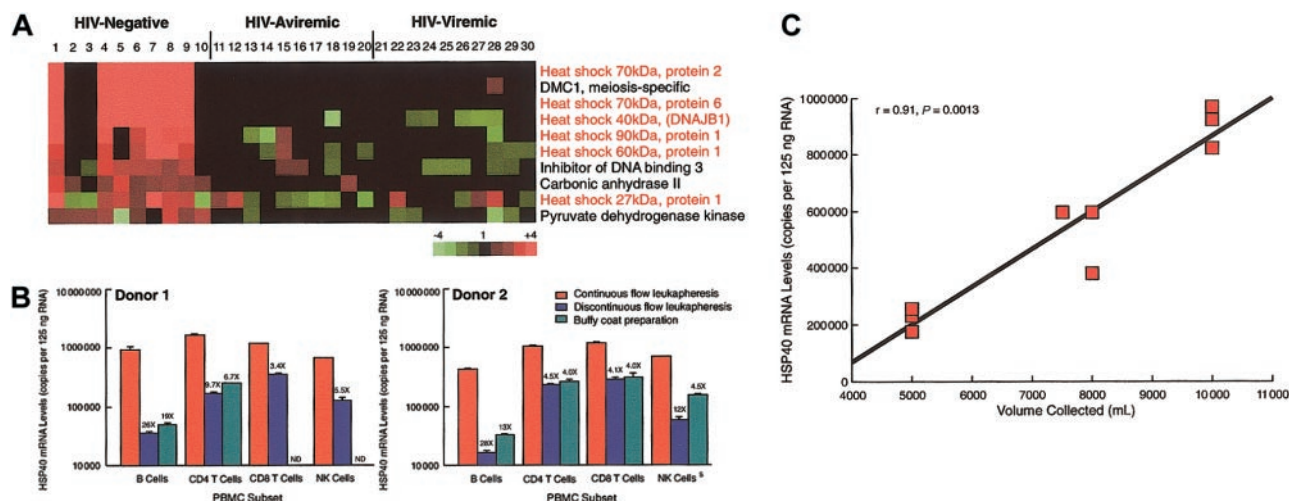 A
HIV-Negative HIV-Aviremic HIV-Viremic
1 2 3 4 5 6 7 8 9 10 11 12 13 14 15 16 17 18 19 20 21 22 23 24 25 26 27 28 29 30
Heat shock 70kDa, protein 2
DMC1, meiosis-specific
Heat shock 70kDa, protein 6
Heat shock 40kDa, (DNAJB1)
Heat shock 90kDa, protein 1
Heat shock 60kDa, protein 1
Inhibitor of DNA binding 3
Carbonic anhydrase II
Heat shock 27kDa, protein 1
Pyruvate dehydrogenase kinase
-4 1 +4
B
Donor 1
HSP40 mRNA Levels (copies per 125 ng RNA)
10000000
1000000
100000
10000
26X 19X 9.7X 6.7X 3.4X ND 5.5X ND
B Cells CD4 T Cells CD8 T Cells NK Cells
PBMC Subset
Donor 2
HSP40 mRNA Levels (copies per 125 ng RNA)
10000000
1000000
100000
10000
Continuous flow leukapheresis
Discontinuous flow leukapheresis
Buffy coat preparation
28X 13X 4.5X 4.0X 4.1X 4.0X 12X 4.5X
B Cells CD4 T Cells CD8 T Cells NK Cells §
PBMC Subset
C
r = 0.91, P = 0.0013
HSP40 mRNA Levels (copies per 125 ng RNA)
1000000
800000
600000
400000
200000
0
4000 5000 6000 7000 8000 9000 10000 11000
Volume Collected (mL)